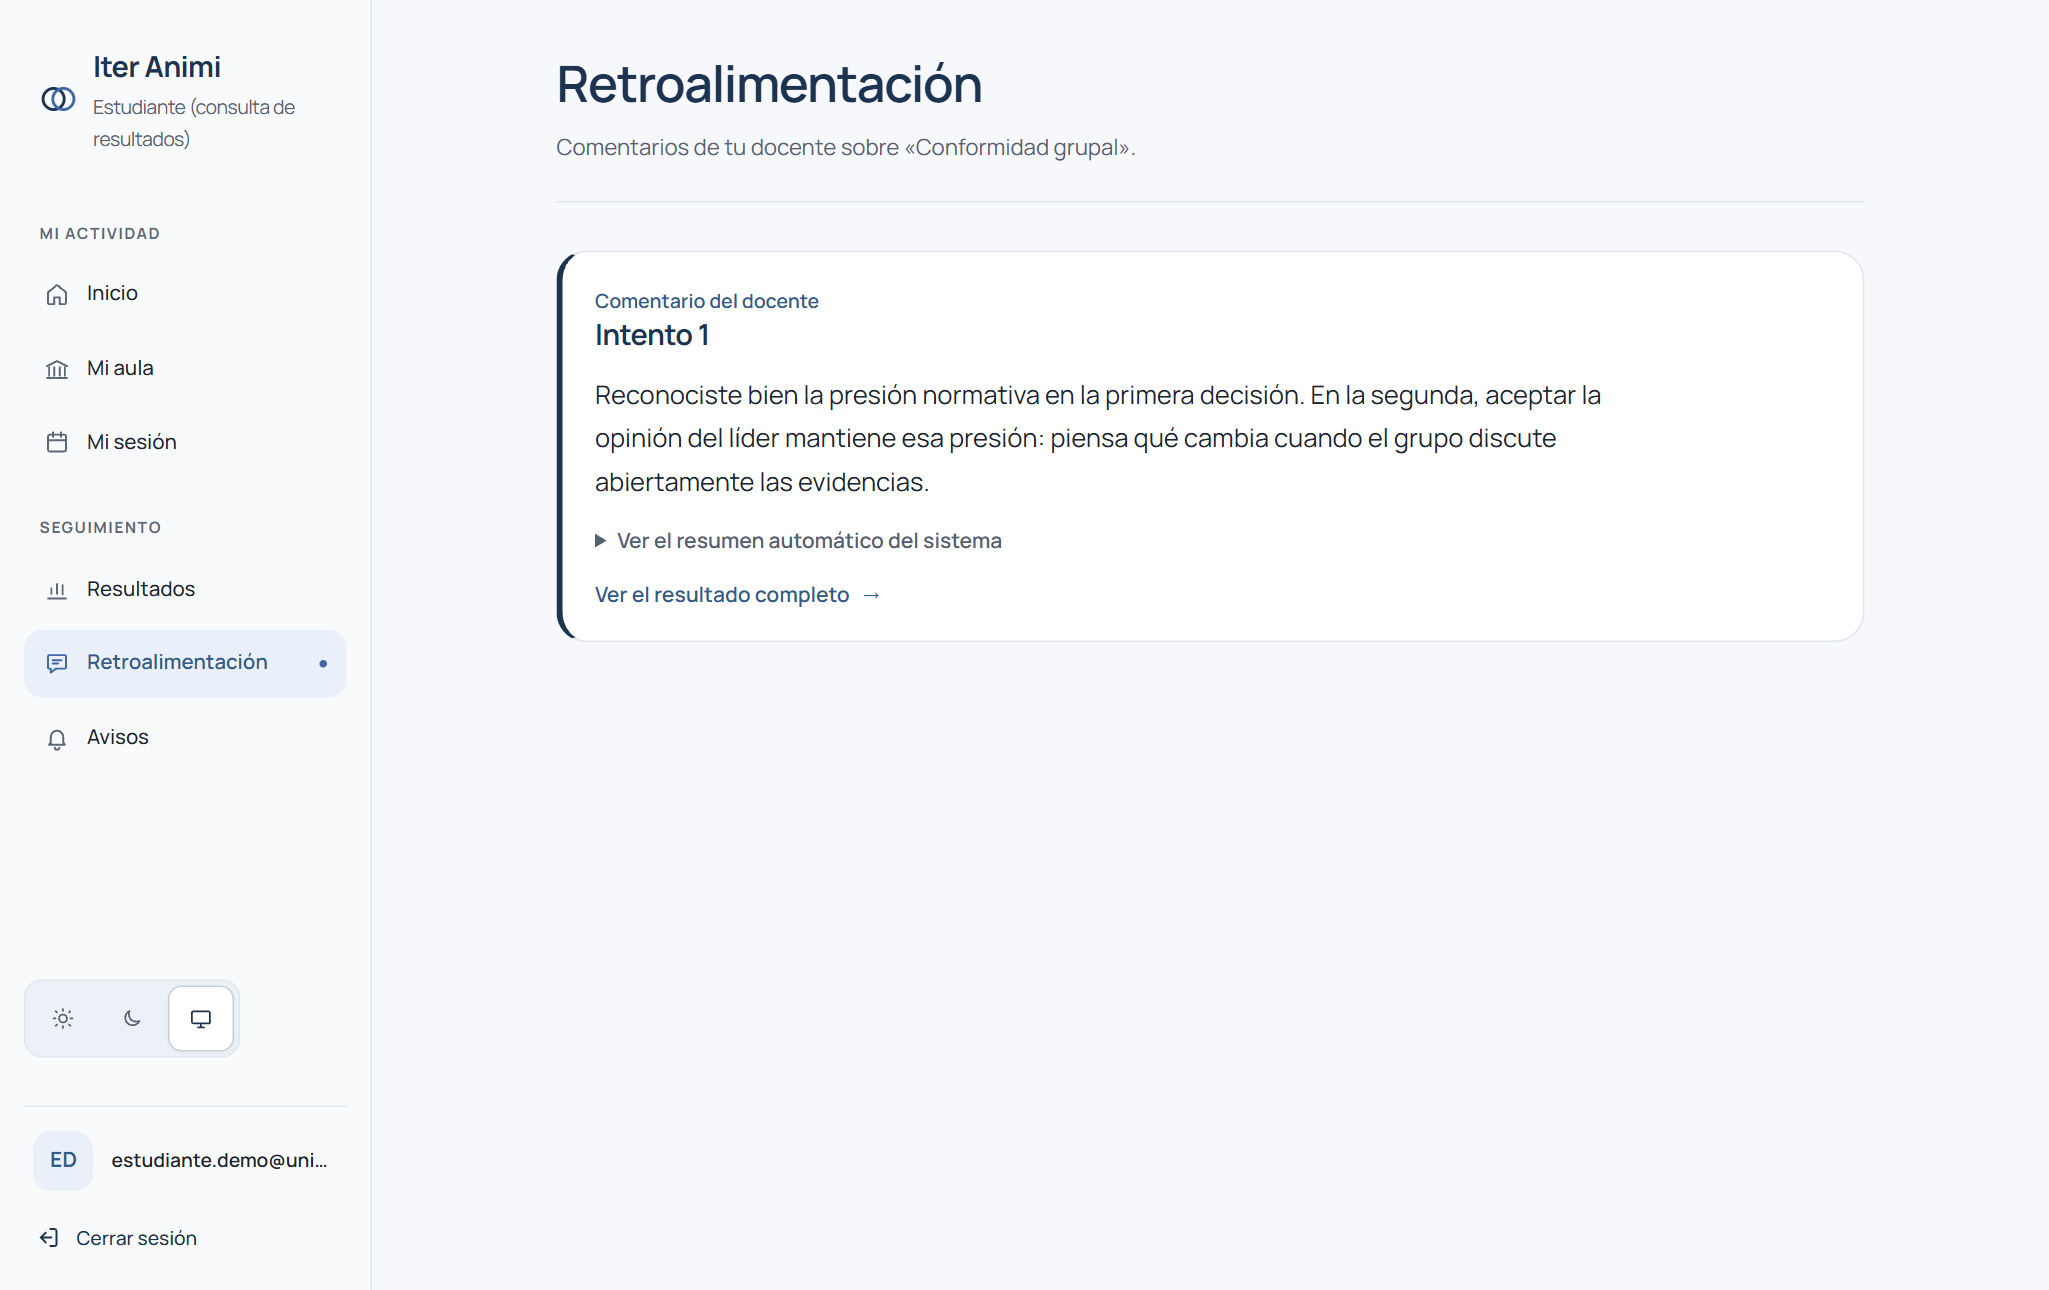 Iter Animi
Estudiante (consulta de
resultados)
MI ACTIVIDAD
Inicio
Mi aula
Mi sesión
SEGUIMIENTO
Resultados
Retroalimentación
Avisos
ED
estudiante.demo@uni...
Cerrar sesión
Retroalimentación
Comentarios de tu docente sobre «Conformidad grupal».
Comentario del docente
Intento 1
Reconociste bien la presión normativa en la primera decisión. En la segunda, aceptar la
opinión del líder mantiene esa presión: piensa qué cambia cuando el grupo discute
abiertamente las evidencias.
Ver el resumen automático del sistema
Ver el resultado completo →